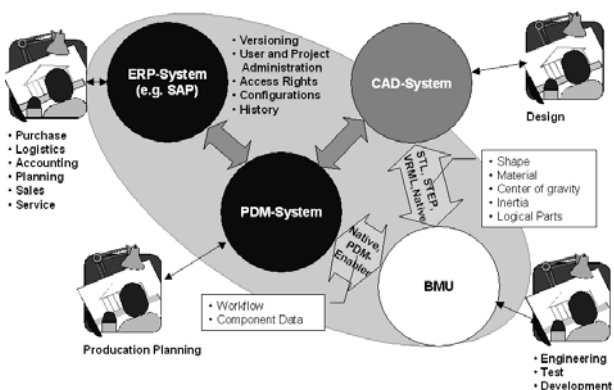 • Versioning
• User and Project
Administration
• Access Rights
• Configurations
• History
ERP-System
(e.g. SAP)
CAD-System
Design
• Purchase
• Logistics
• Accounting
• Planning
• Sales
• Service
PDM-System
STL, STEP,
VRML,Native
• Shape
• Material
• Center of gravity
• Inertia
• Logical Parts
Native,
PDM-
Enabler
BMU
• Workflow
• Component Data
Producation Planning
• Engineering
• Test
• Development